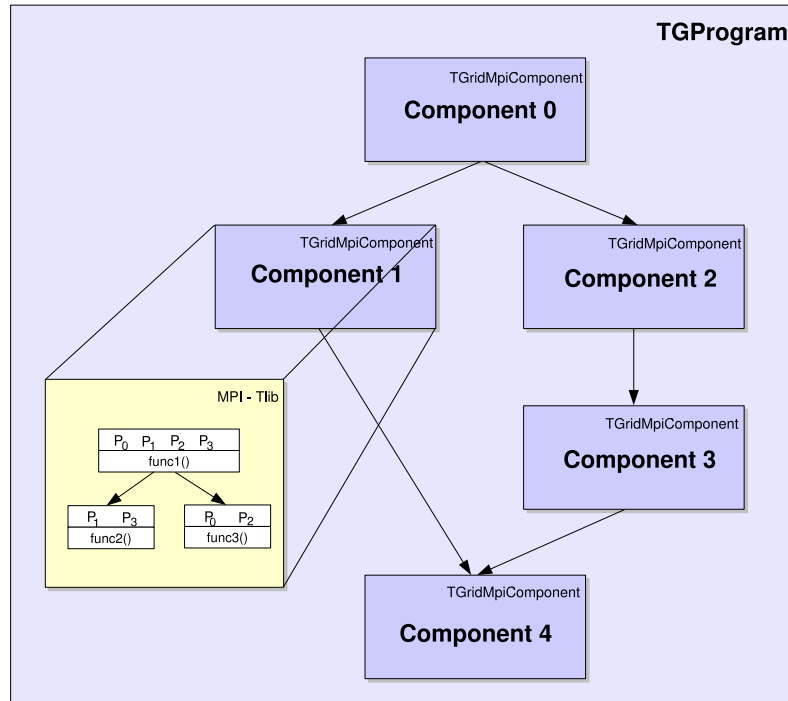 TGProgram
TGridMpiComponent
Component 0
TGridMpiComponent
Component 1
TGridMpiComponent
Component 2
MPI - Tlib
P0 P1 P2 P3
func1()
P1 P3
func2()
P0 P2
func3()
TGridMpiComponent
Component 3
TGridMpiComponent
Component 4